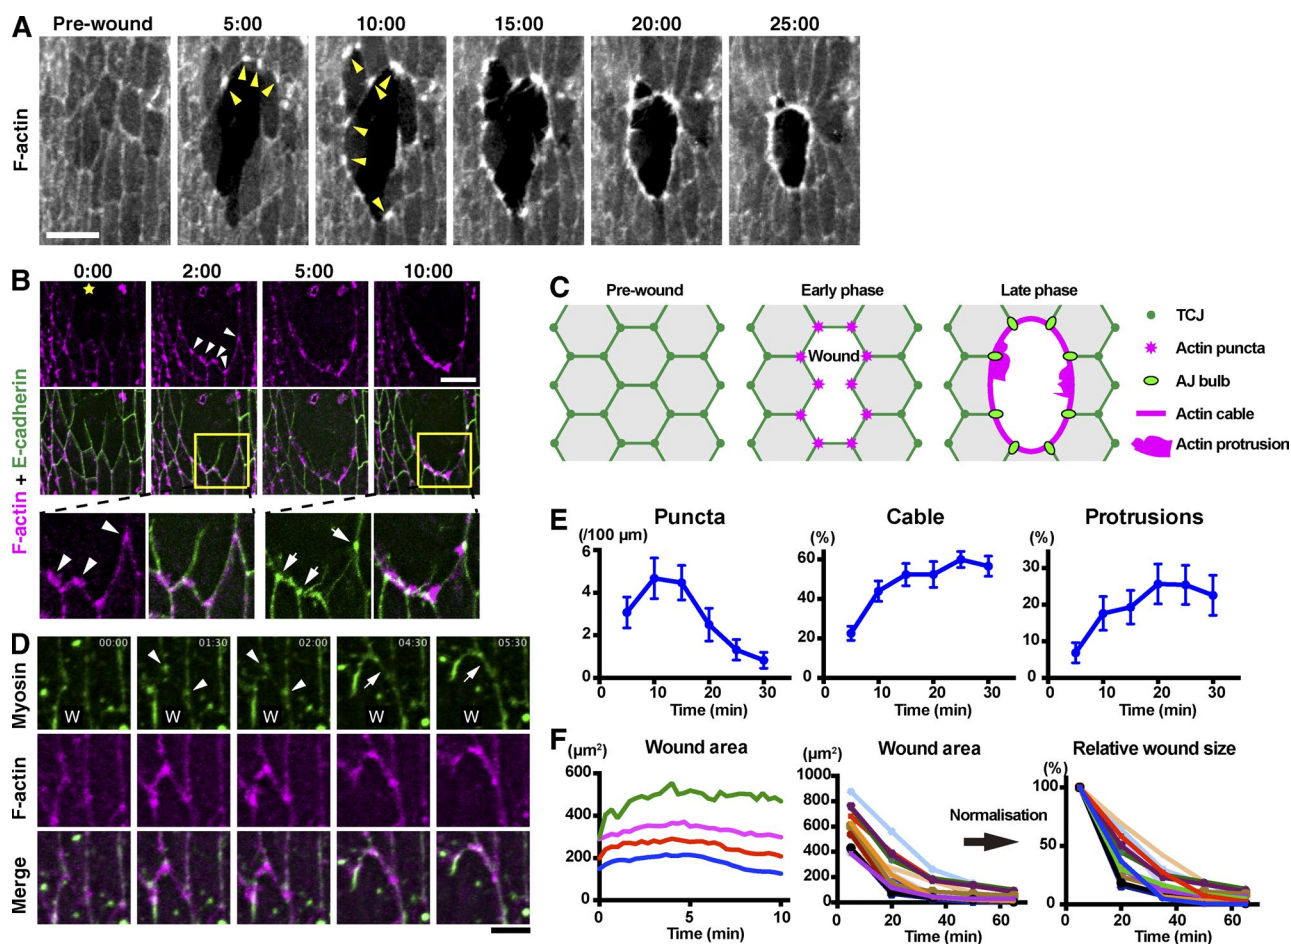 A
Pre-wound 5:00 10:00 15:00 20:00 25:00
F-actin
B
0:00 2:00 5:00 10:00
F-actin + E-cadherin
C
Pre-wound Early phase Late phase
Wound
TCJ
Actin puncta
AJ bulb
Actin cable
Actin protrusion
D
00:00 01:30 02:00 04:30 05:30
Myosin
W W W W W
F-actin
Merge
E
Puncta Cable Protrusions
(/100 µm) (%) (%)
6 4 2 0
0 10 20 30
Time (min)
60 40 20 0
0 10 20 30
Time (min)
30 20 10 0
0 10 20 30
Time (min)
F
Wound area Wound area Relative wound size
(µm²) (µm²) (%)
600 400 200 0
0 5 10
Time (min)
1000 800 600 400 200 0
0 20 40 60
Time (min)
Normalisation
100 50 0
0 20 40 60
Time (min)